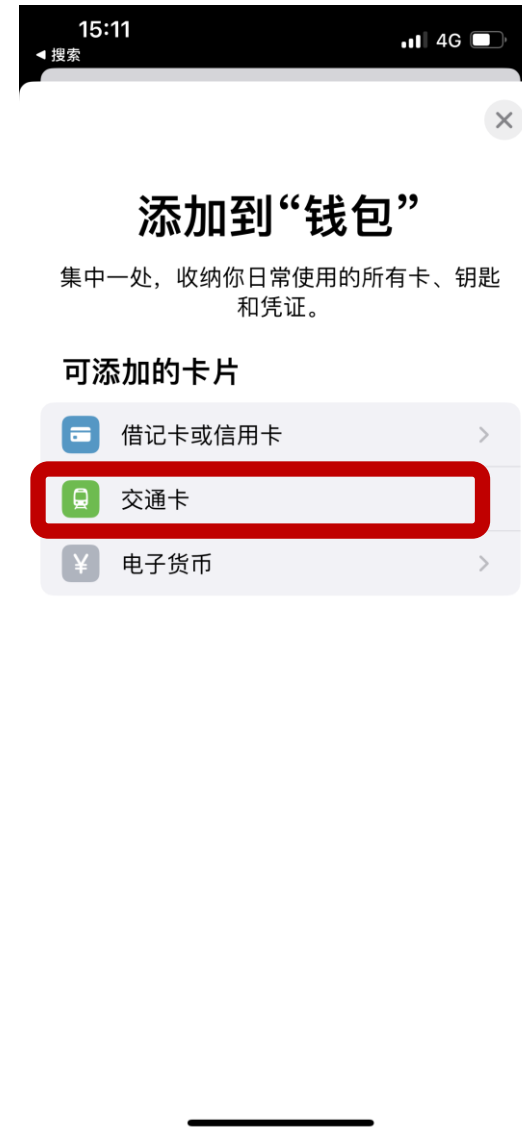 15:11
4G
◀ 搜索
添加到“钱包”
集中一处，收纳你日常使用的所有卡、钥匙
和凭证。
可添加的卡片
借记卡或信用卡
交通卡
¥ 电子货币